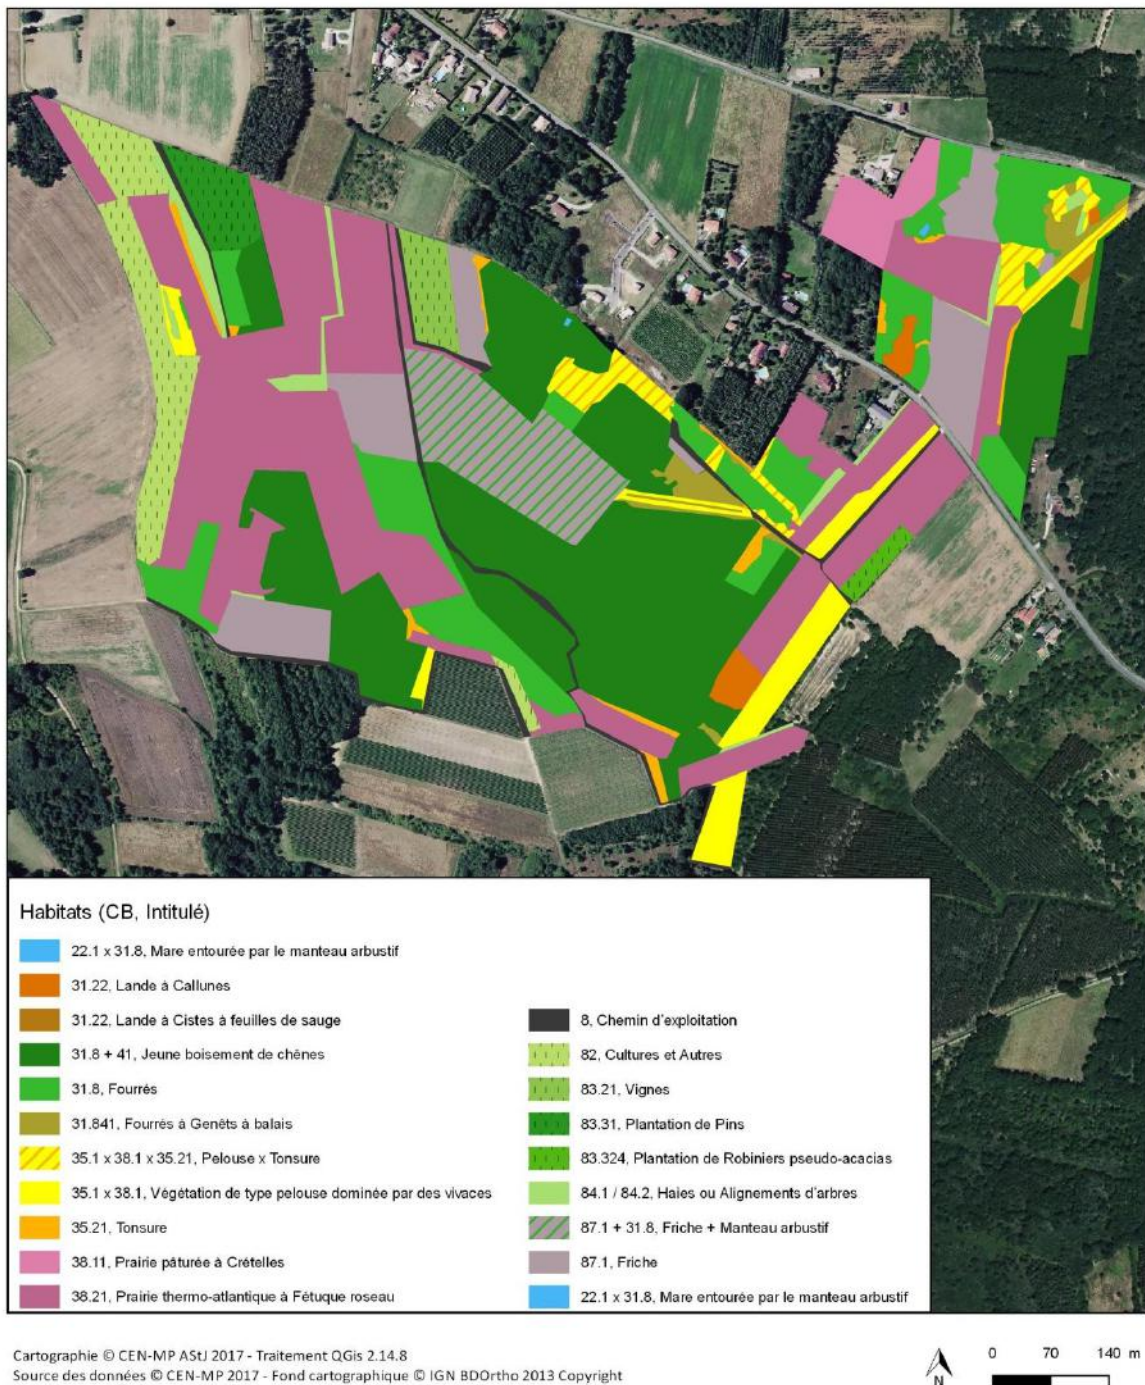 Habitats (CB, Intitulé)
22.1 x 31.8, Mare entourée par le manteau arbustif
31.22, Lande à Callunes
31.22, Lande à Cistes à feuilles de sauge
31.8 + 41, Jeune boisement de chênes
31.8, Fourrés
31.841, Fourrés à Genêts à balais
35.1 x 38.1 x 35.21, Pelouse x Tonsure
35.1 x 38.1, Végétation de type pelouse dominée par des vivaces
35.21, Tonsure
38.11, Prairie pâturée à Crételles
38.21, Prairie thermo-atlantique à Fétuque roseau
8, Chemin d'exploitation
82, Cultures et Autres
83.21, Vignes
83.31, Plantation de Pins
83.324, Plantation de Robiniers pseudo-acacias
84.1 / 84.2, Haies ou Alignements d'arbres
87.1 + 31.8, Friche + Manteau arbustif
87.1, Friche
22.1 x 31.8, Mare entourée par le manteau arbustif
Cartographie © CEN-MP AStJ 2017 - Traitement QGis 2.14.8
Source des données © CEN-MP 2017 - Fond cartographique © IGN BDOrtho 2013 Copyright
N
0 70 140 m